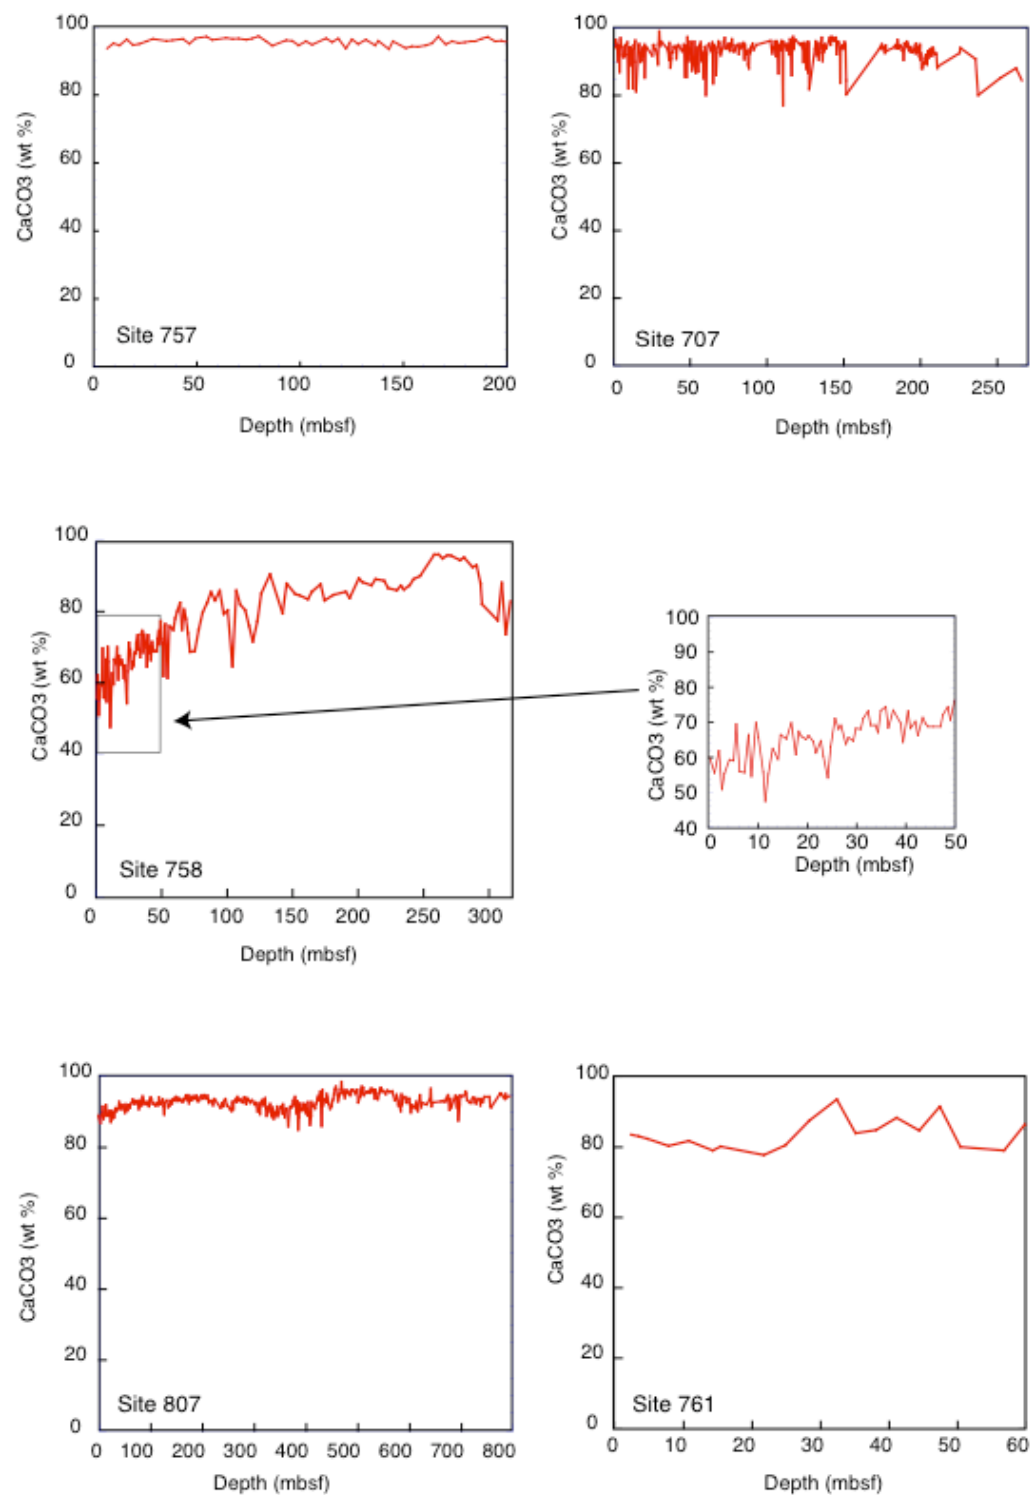 100
80
60
40
20
0
CaCO3 (wt %)
Site 757
0 50 100 150 200
Depth (mbsf)
100
80
60
40
20
0
CaCO3 (wt %)
Site 707
0 50 100 150 200 250
Depth (mbsf)
100
80
60
40
20
0
CaCO3 (wt %)
Site 758
0 50 100 150 200 250 300
Depth (mbsf)
100
90
80
70
60
50
40
CaCO3 (wt %)
0 10 20 30 40 50
Depth (mbsf)
100
80
60
40
20
0
CaCO3 (wt %)
Site 807
0 100 200 300 400 500 600 700 800
Depth (mbsf)
100
80
60
40
20
0
CaCO3 (wt %)
Site 761
0 10 20 30 40 50 60
Depth (mbsf)